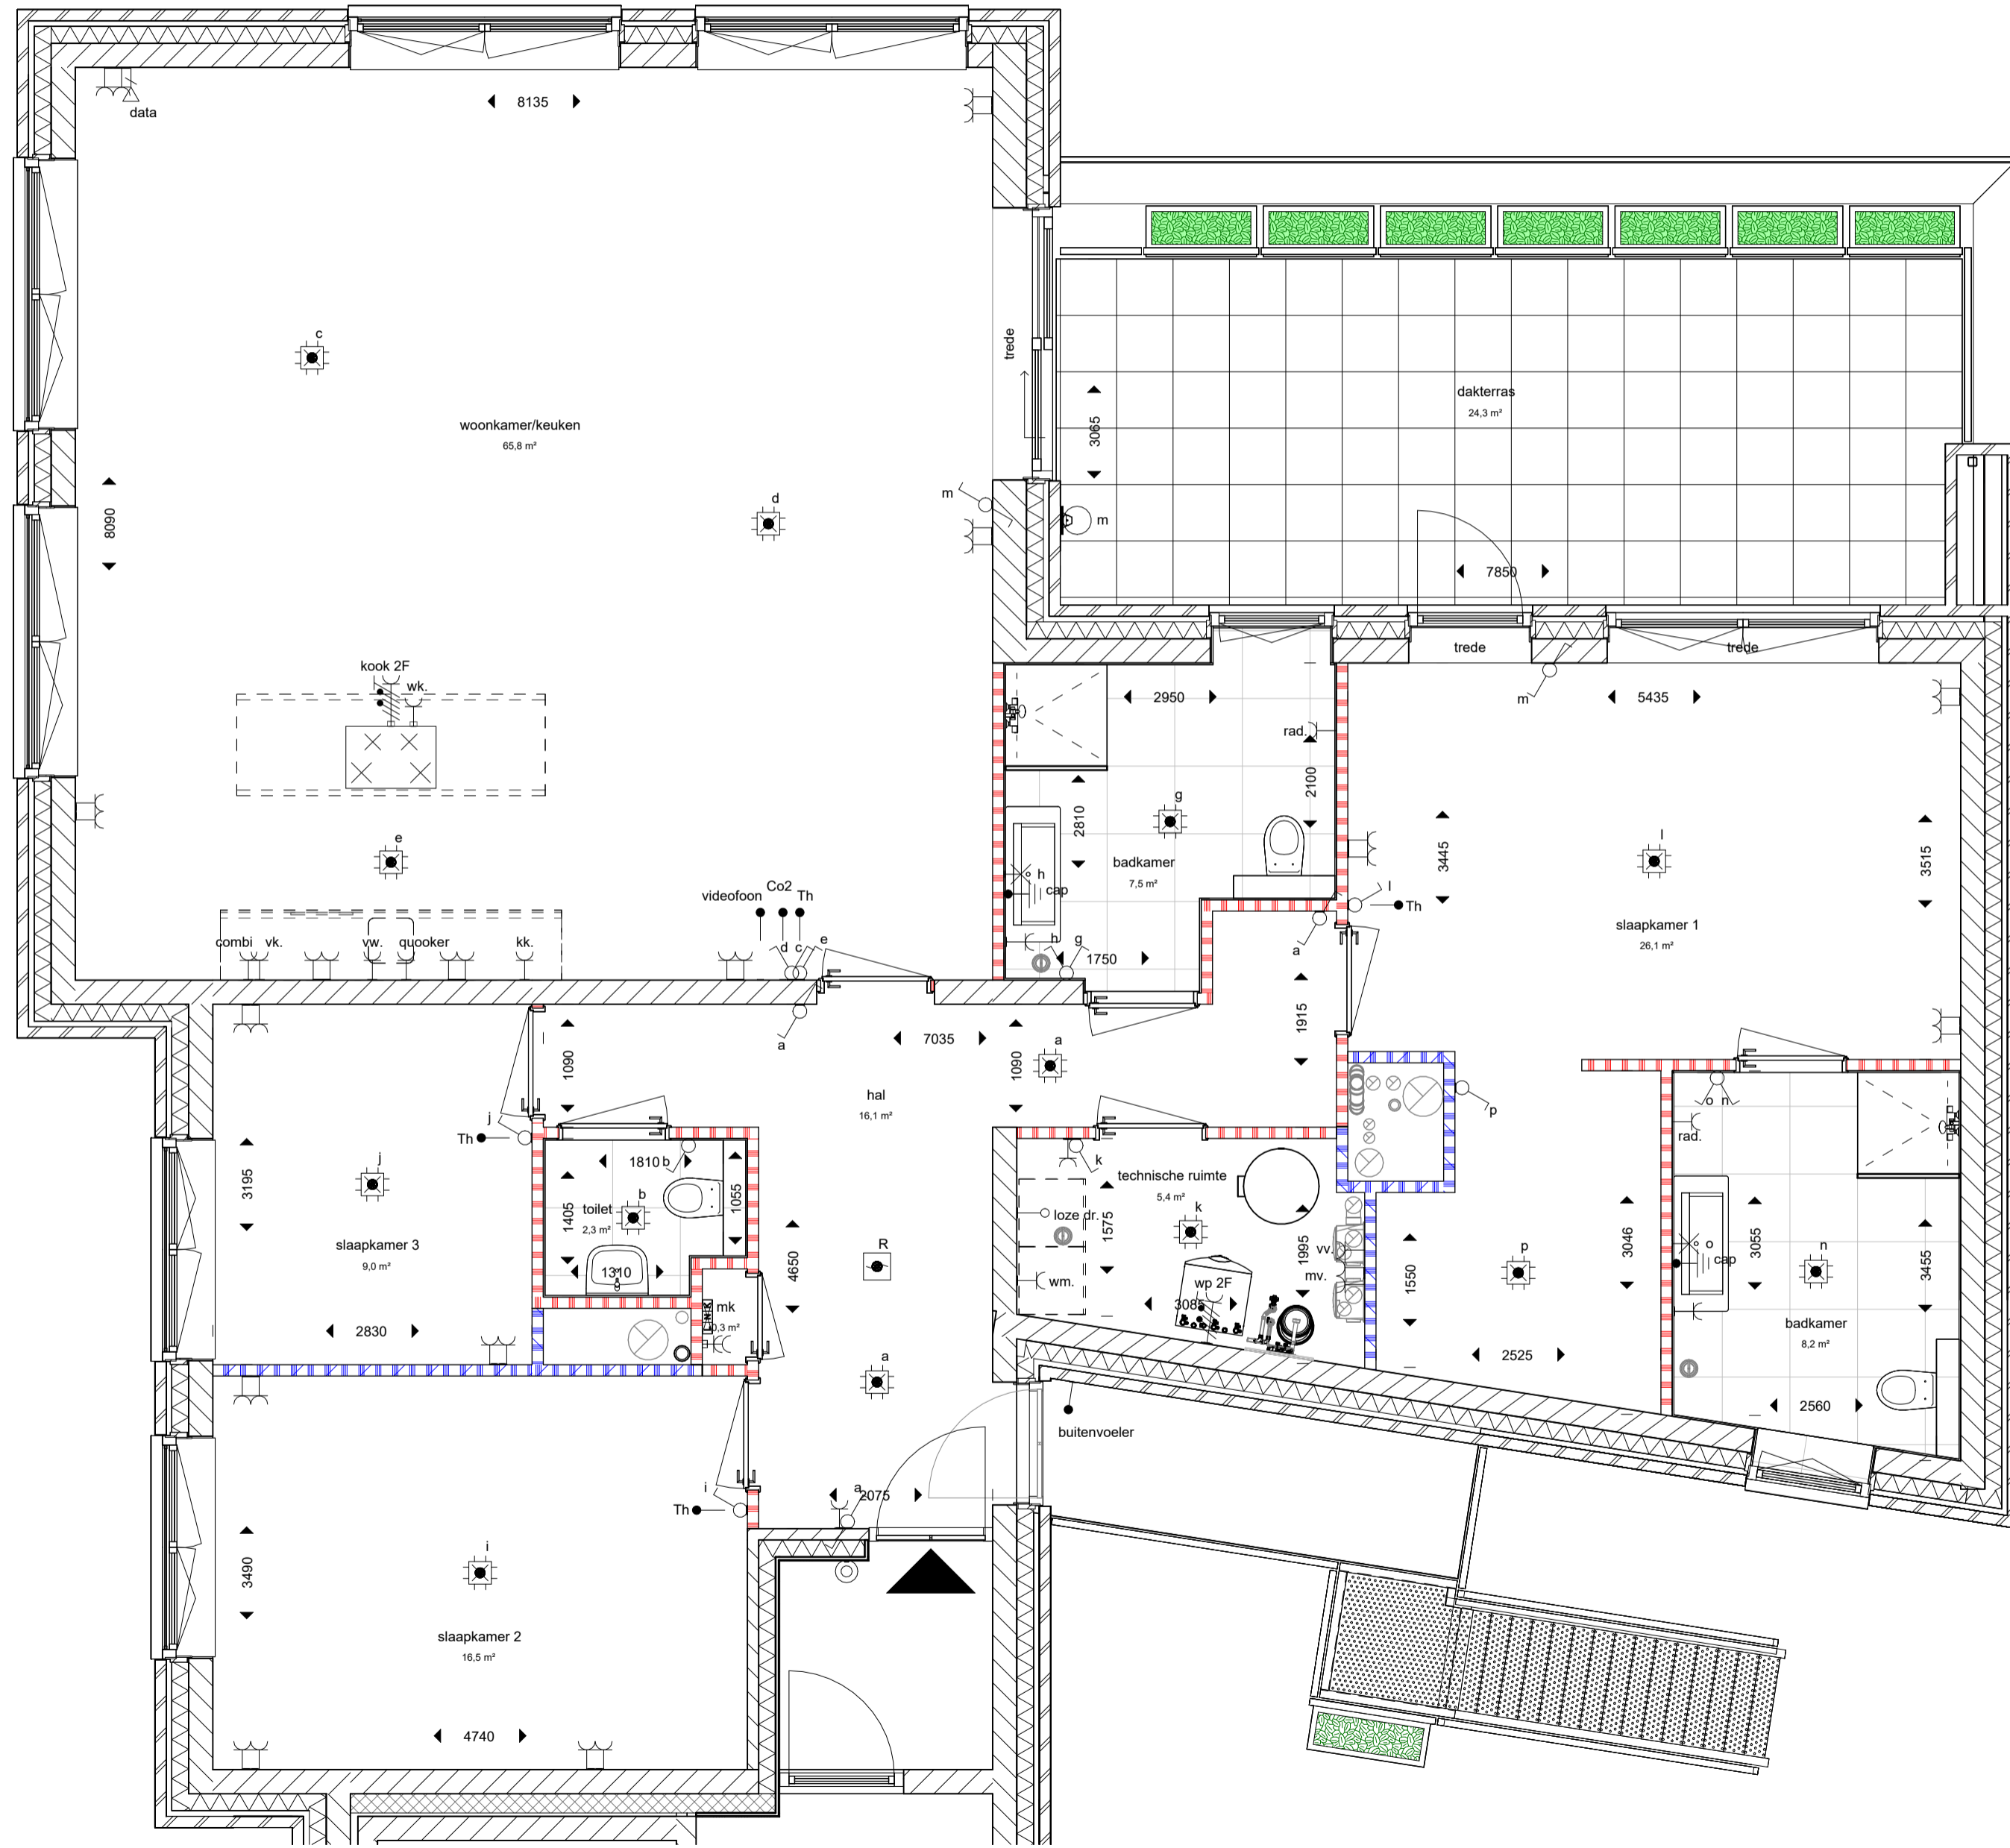 data
8135
c
trede
3065
dakterras
24,3 m²
woonkamer/keuken
65,8 m²
8090
d
m
m
7850
trede
trede
kook 2F
wk.
2950
m
5435
rad.
2100
g
2810
3445
l
3515
e
badkamer
7,5 m²
h
cap
videofoon
Co2
Th
l
Th
slaapkamer 1
26,1 m²
combi
vk.
vw.
quooker
kk.
d
c
e
h
g
1750
a
1915
a
7035
1090
1090
a
hal
16,1 m²
p
o
n
rad.
j
Th
1810
b
k
technische ruimte
5,4 m²
3195
j
1405
toilet
2,3 m²
b
1055
loze dr.
1575
k
4650
R
1995
vv.
mv.
3046
3055
o
cap
n
3455
slaapkamer 3
9,0 m²
1310
wm.
wp 2F
1550
p
mk
0,3 m²
3085
2830
badkamer
8,2 m²
2525
a
2560
buitenvoeler
i
Th
a
2075
3490
i
slaapkamer 2
16,5 m²
4740